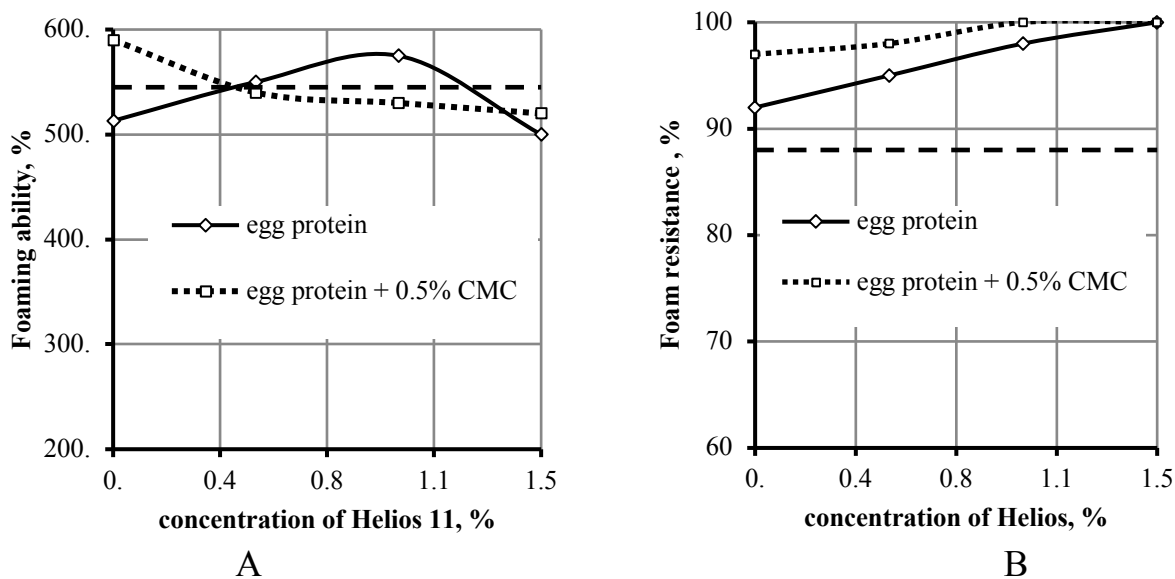 600.
500.
400.
300.
200.
Foaming ability, %
egg protein
egg protein + 0.5% CMC
0. 0.4 0.8 1.1 1.5
concentration of Helios 11, %
A
100
90
80
70
60
Foam resistance , %
egg protein
egg protein + 0.5% CMC
0. 0.4 0.8 1.1 1.5
concentration of Helios, %
B